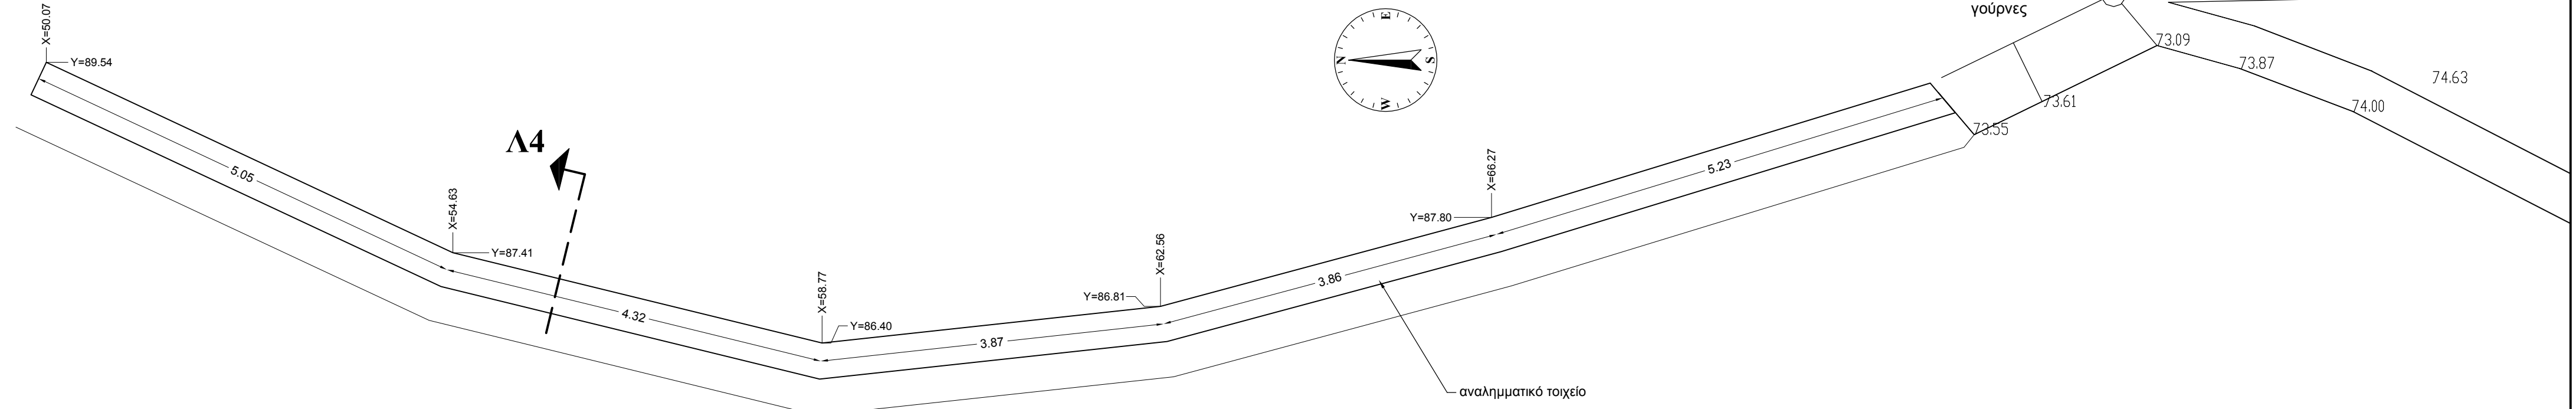 X=50.07
Y=89.54
5.05
Λ4
X=54.63
Y=87.41
4.32
X=58.77
Y=86.40
3.87
X=62.56
Y=86.81
3.86
X=66.27
Y=87.80
5.23
E
N
S
W
αναλημματικό τοιχείο
γούρνες
73.09
73.87
74.63
74.00
73.61
73.55